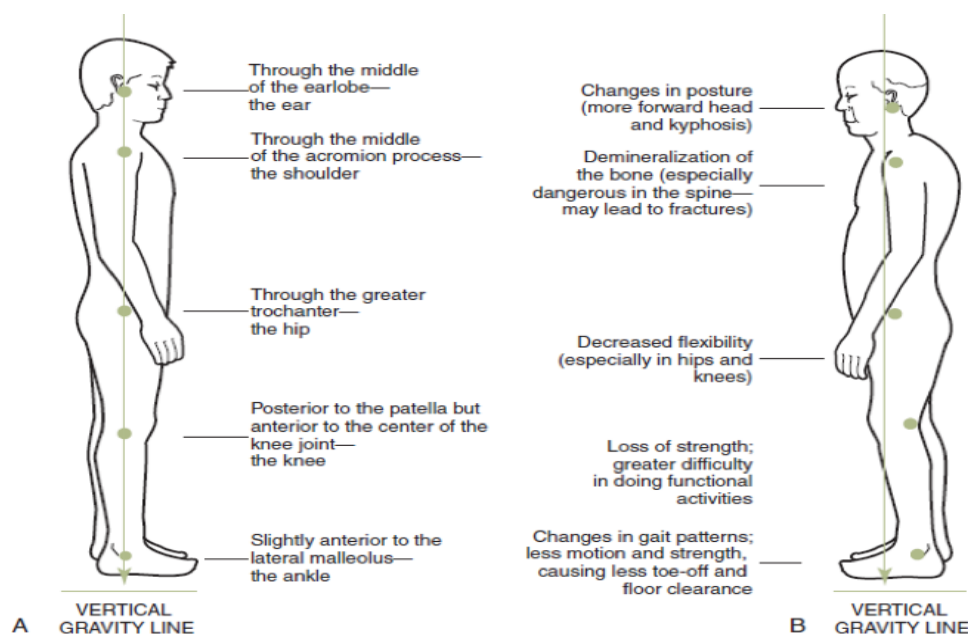 Through the middle
of the earlobe—
the ear
Through the middle
of the acromion process—
the shoulder
Through the greater
trochanter—
the hip
Posterior to the patella but
anterior to the center of the
knee joint—
the knee
Slightly anterior to the
lateral malleolus—
the ankle
A
VERTICAL
GRAVITY LINE
Changes in posture
(more forward head
and kyphosis)
Demineralization of
the bone (especially
dangerous in the spine—
may lead to fractures)
Decreased flexibility
(especially in hips and
knees)
Loss of strength;
greater difficulty
in doing functional
activities
Changes in gait patterns;
less motion and strength,
causing less toe-off and
floor clearance
B
VERTICAL
GRAVITY LINE